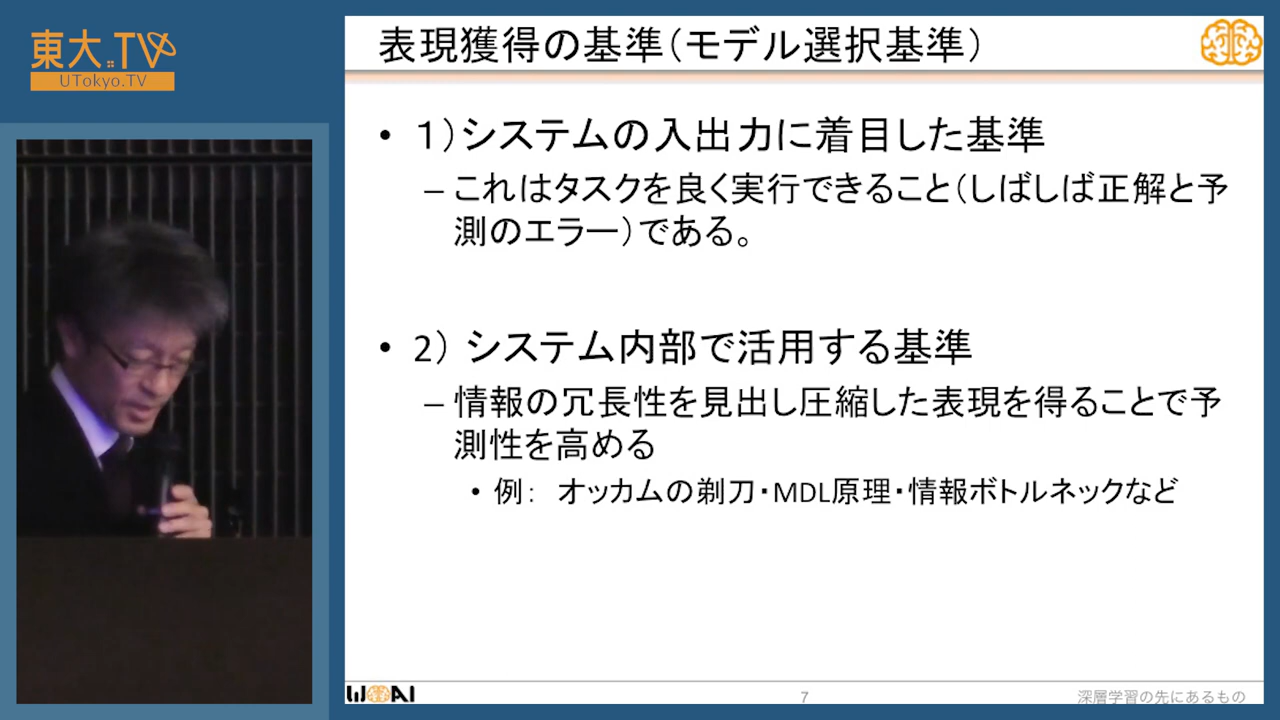 東大.TV
UTokyo.TV
表現獲得の基準（モデル選択基準）
• １）システムの入出力に着目した基準
– これはタスクを良く実行できること（しばしば正解と予
測のエラー）である。
• 2） システム内部で活用する基準
– 情報の冗長性を見出し圧縮した表現を得ることで予
測性を高める
• 例： オッカムの剃刀・MDL原理・情報ボトルネックなど
WBAI
7
深層学習の先にあるもの